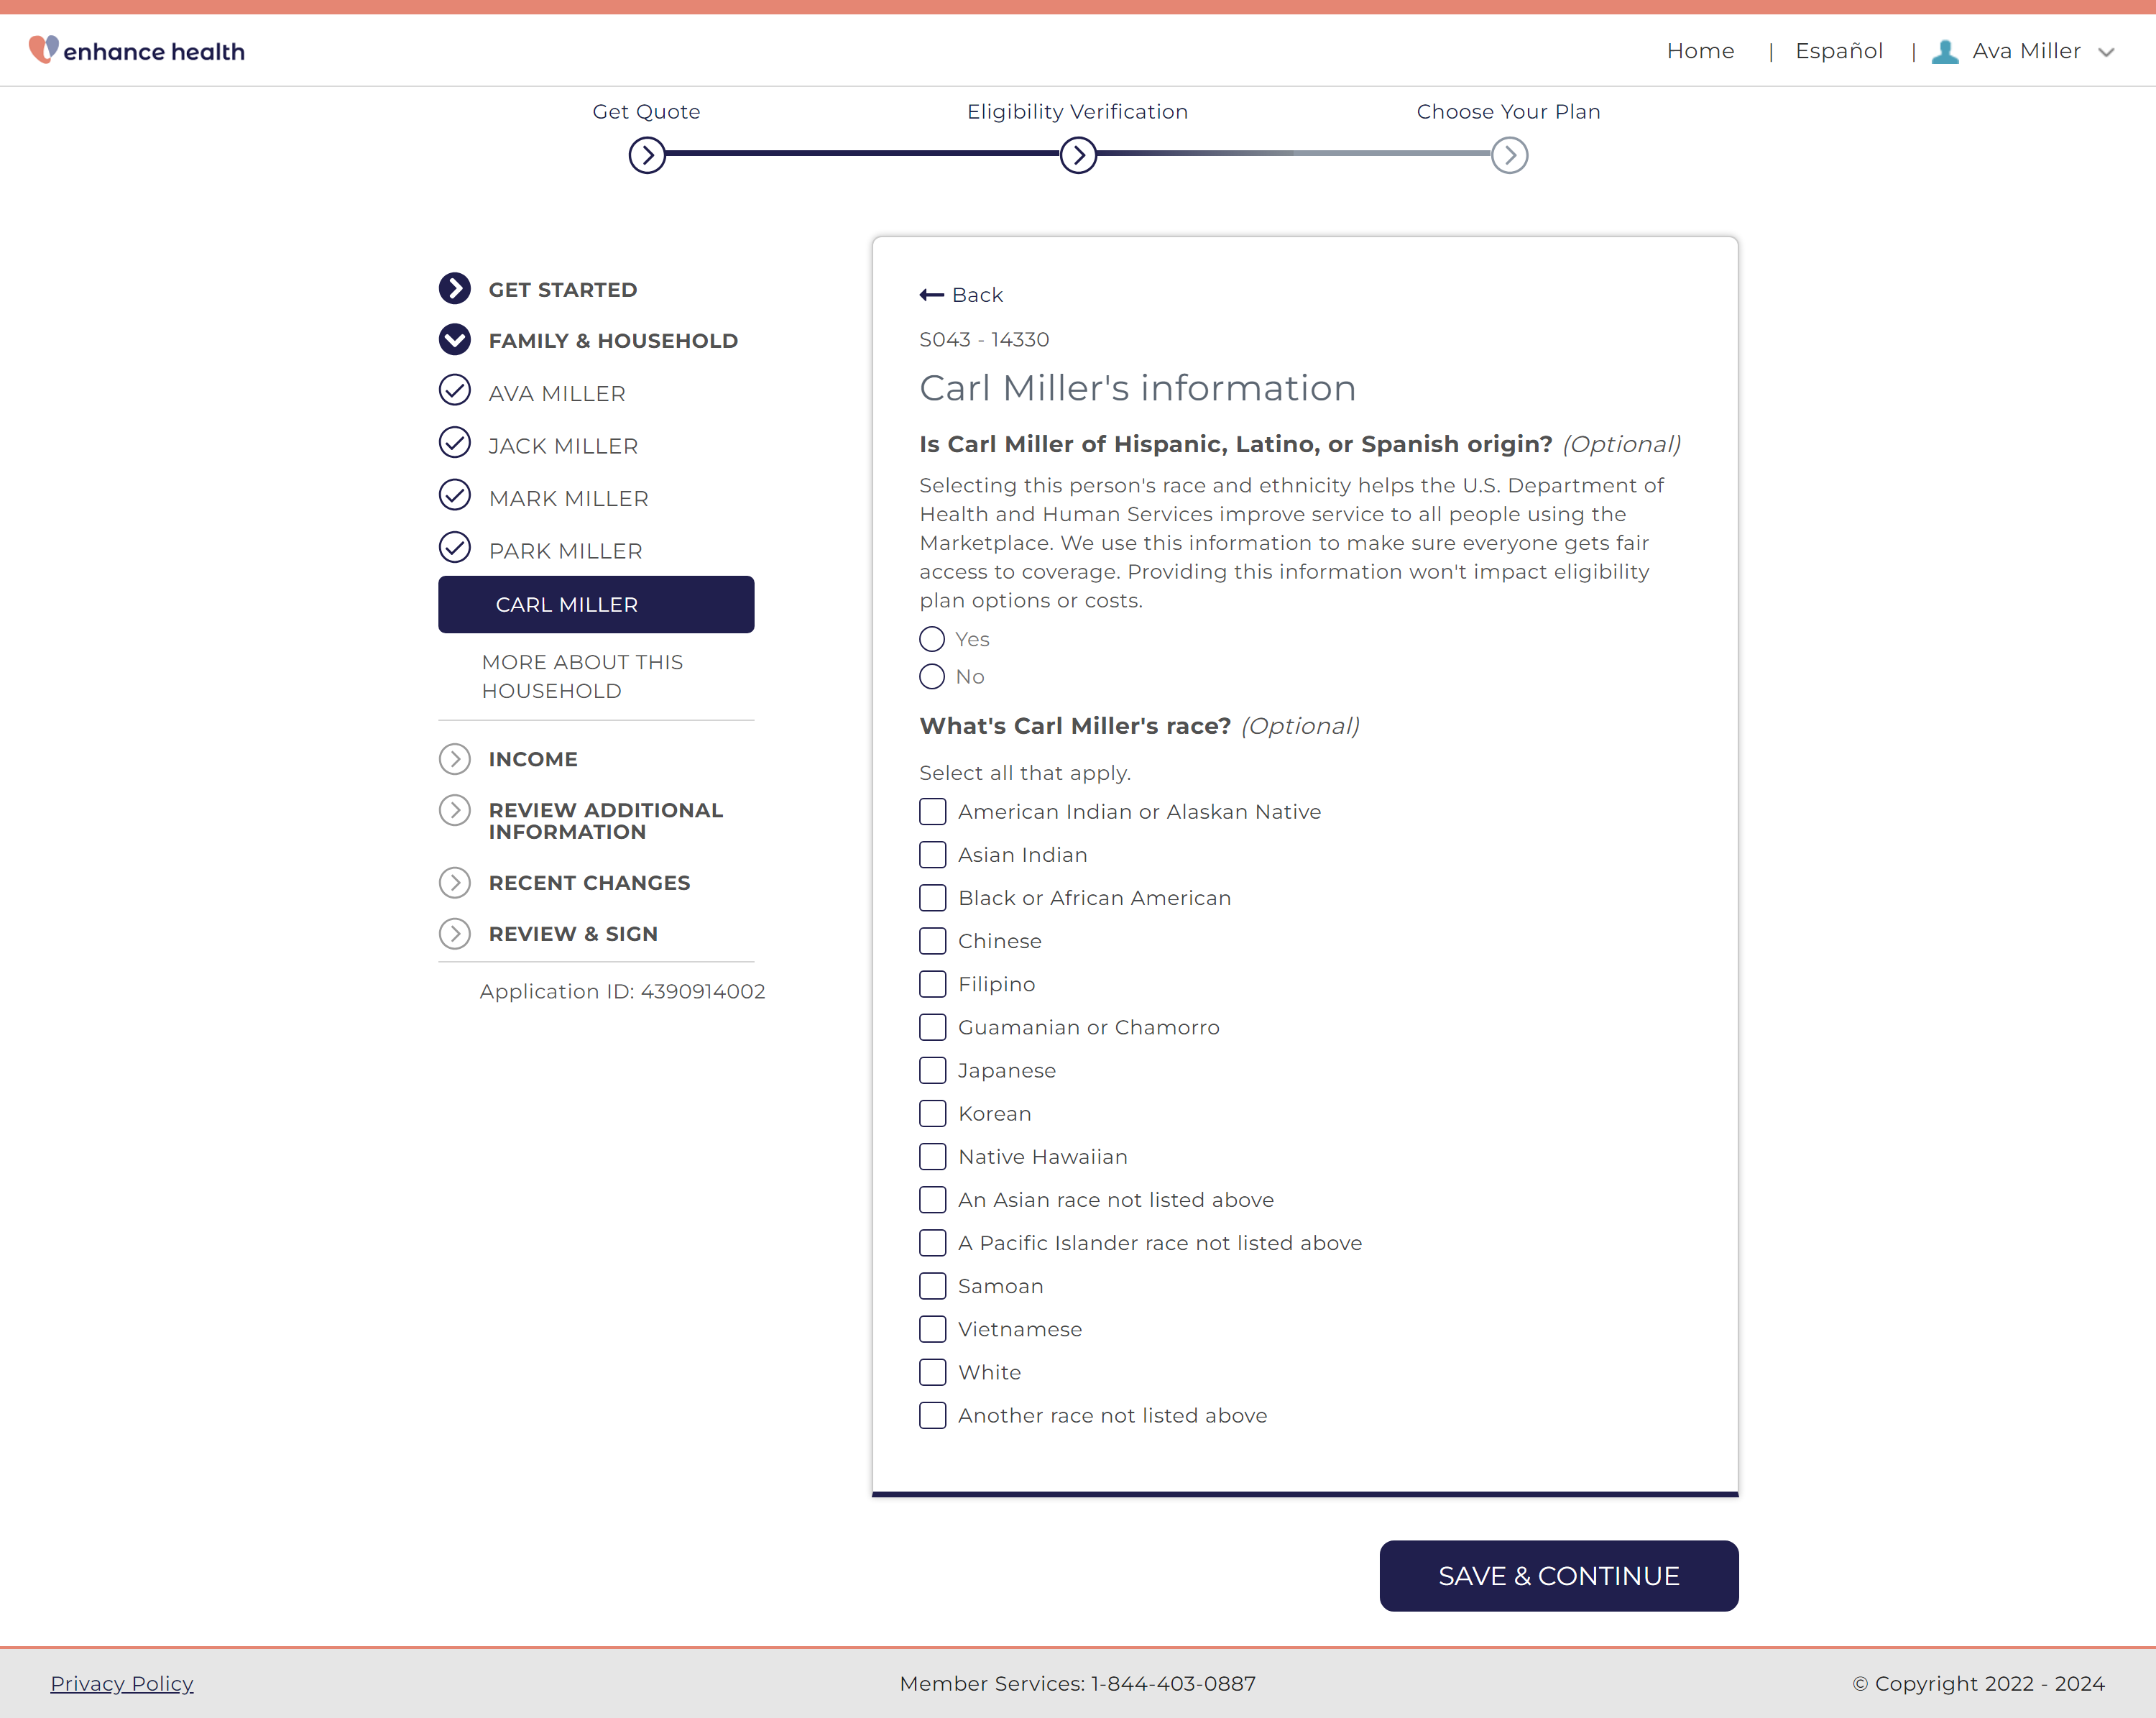 enhance health
Home | Español | Ava Miller
Get Quote
Eligibility Verification
Choose Your Plan
GET STARTED
FAMILY & HOUSEHOLD
AVA MILLER
JACK MILLER
MARK MILLER
PARK MILLER
CARL MILLER
MORE ABOUT THIS
HOUSEHOLD
INCOME
REVIEW ADDITIONAL
INFORMATION
RECENT CHANGES
REVIEW & SIGN
Application ID: 4390914002
Back
S043 - 14330
Carl Miller's information
Is Carl Miller of Hispanic, Latino, or Spanish origin? (Optional)
Selecting this person's race and ethnicity helps the U.S. Department of
Health and Human Services improve service to all people using the
Marketplace. We use this information to make sure everyone gets fair
access to coverage. Providing this information won't impact eligibility
plan options or costs.
Yes
No
What's Carl Miller's race? (Optional)
Select all that apply.
American Indian or Alaskan Native
Asian Indian
Black or African American
Chinese
Filipino
Guamanian or Chamorro
Japanese
Korean
Native Hawaiian
An Asian race not listed above
A Pacific Islander race not listed above
Samoan
Vietnamese
White
Another race not listed above
SAVE & CONTINUE
Privacy Policy
Member Services: 1-844-403-0887
© Copyright 2022 - 2024